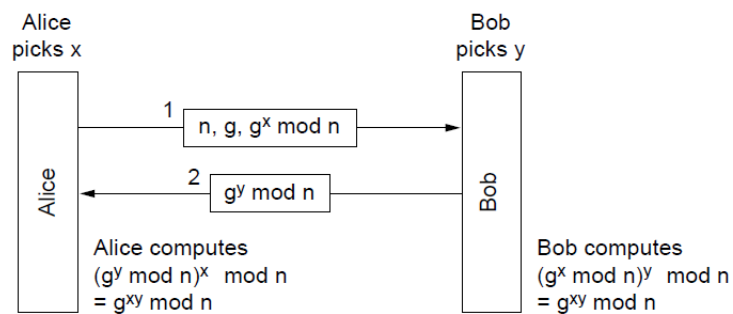 Alice
picks x
Bob
picks y
1
n, g, gˣ mod n
2
gʸ mod n
Alice
Bob
Alice computes
(gʸ mod n)ˣ mod n
= gˣʸ mod n
Bob computes
(gˣ mod n)ʸ mod n
= gˣʸ mod n